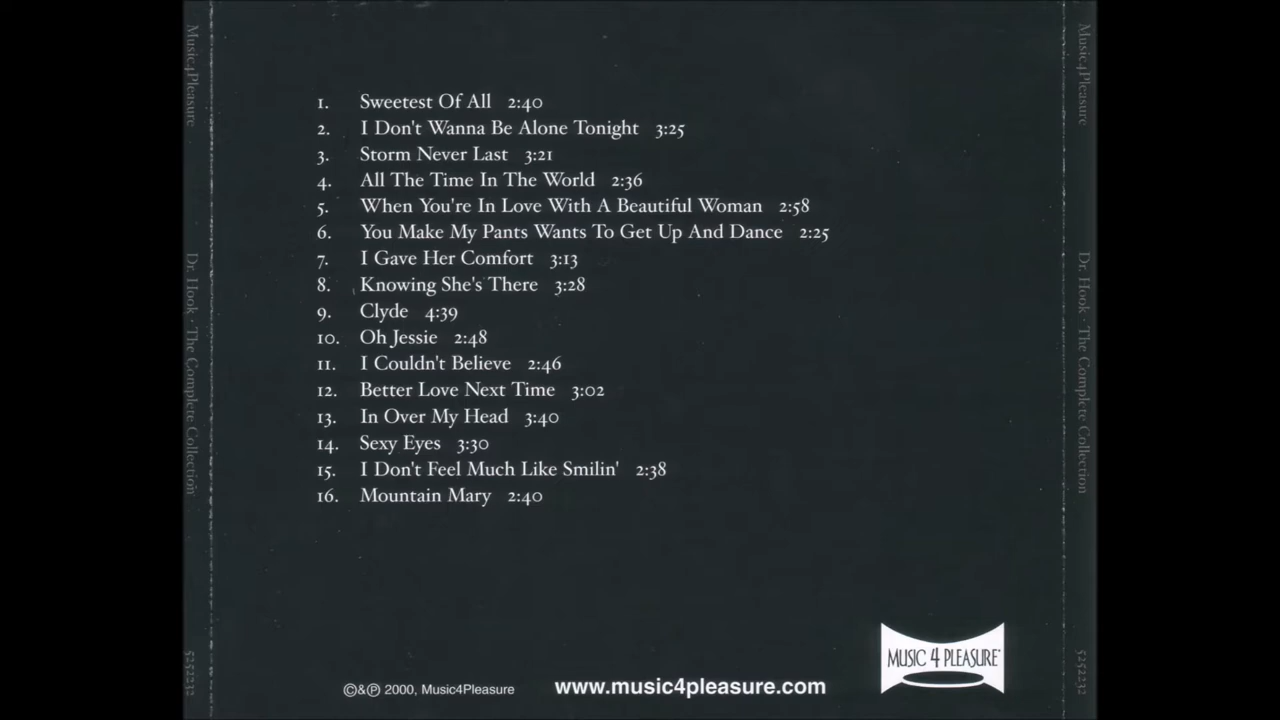 Music4Pleasure
Dr. Hook · The Complete Collection
5252232
1. Sweetest Of All 2:40
2. I Don't Wanna Be Alone Tonight 3:25
3. Storm Never Last 3:21
4. All The Time In The World 2:36
5. When You're In Love With A Beautiful Woman 2:58
6. You Make My Pants Wants To Get Up And Dance 2:25
7. I Gave Her Comfort 3:13
8. Knowing She's There 3:28
9. Clyde 4:39
10. Oh Jessie 2:48
11. I Couldn't Believe 2:46
12. Better Love Next Time 3:02
13. In Over My Head 3:40
14. Sexy Eyes 3:30
15. I Don't Feel Much Like Smilin' 2:38
16. Mountain Mary 2:40
©&℗ 2000, Music4Pleasure
www.music4pleasure.com
MUSIC 4 PLEASURE
Music4Pleasure
Dr. Hook · The Complete Collection
5252232